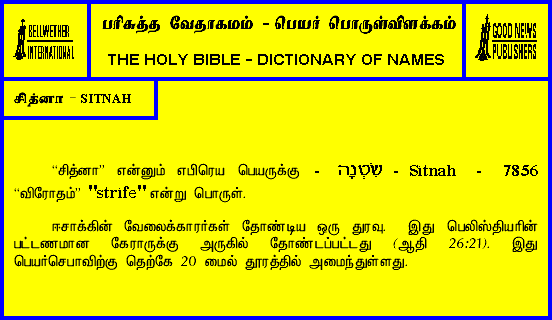 BELLWETHER
INTERNATIONAL
பரிசுத்த வேதாகமம் - பெயர் பொருள்விளக்கம்
THE HOLY BIBLE - DICTIONARY OF NAMES
GOOD NEWS
PUBLISHERS
சித்னா - SITNAH
“சித்னா” என்னும் எபிரெய பெயருக்கு - שִׂטְנָה - Sitnah - 7856
“விரோதம்” "strife" என்று பொருள்.
ஈசாக்கின் வேலைக்காரர்கள் தோண்டிய ஒரு துரவு. இது பெலிஸ்தியரின்
பட்டணமான கேராருக்கு அருகில் தோண்டப்பட்டது (ஆதி 26:21). இது
பெயர்செபாவிற்கு தெற்கே 20 மைல் தூரத்தில் அமைந்துள்ளது.